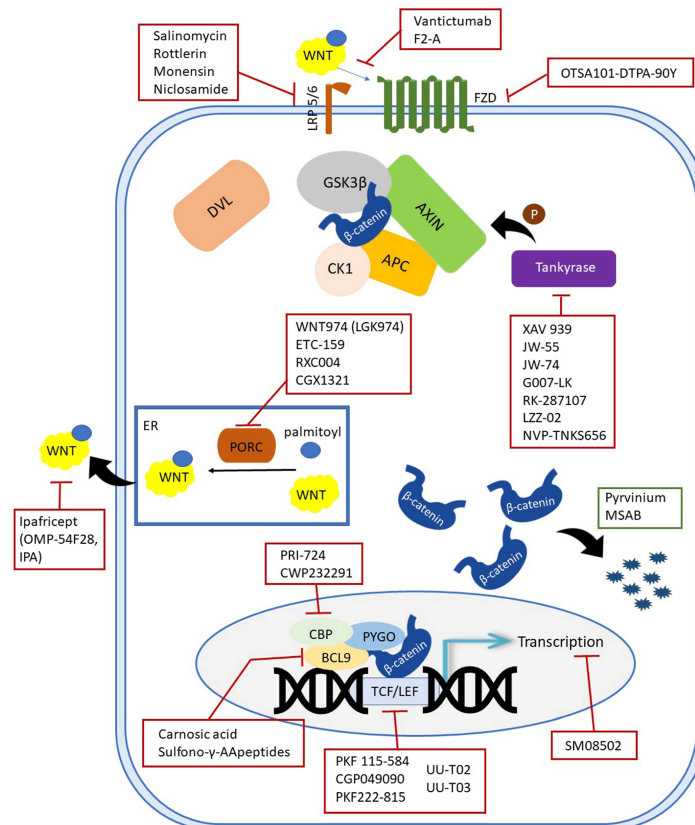 Salinomycin
Rottlerin
Monensin
Niclosamide
WNT
Vantictumab
F2-A
LRP 5/6
FZD
OTSA101-DTPA-90Y
DVL
GSK3β
β-catenin
AXIN
CK1
APC
P
Tankyrase
WNT974 (LGK974)
ETC-159
RXC004
CGX1321
XAV 939
JW-55
JW-74
G007-LK
RK-287107
LZZ-02
NVP-TNKS656
ER
PORC
palmitoyl
WNT
WNT
WNT
Ipafricept
(OMP-54F28,
IPA)
β-catenin
β-catenin
β-catenin
Pyrvinium
MSAB
PRI-724
CWP232291
CBP
PYGO
BCL9
β-catenin
TCF/LEF
Transcription
Carnosic acid
Sulfono-γ-AApeptides
PKF 115-584
CGP049090
PKF222-815
UU-T02
UU-T03
SM08502